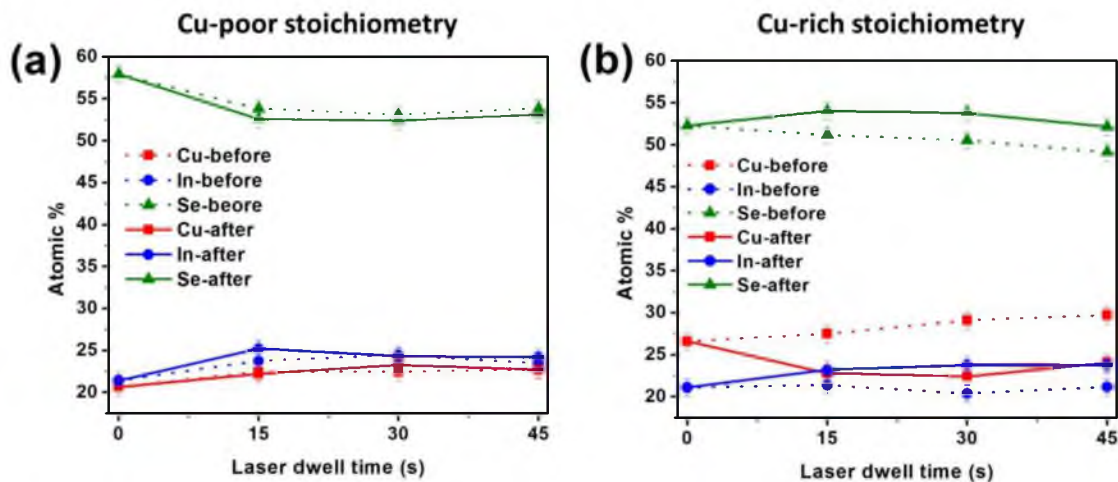 Cu-poor stoichiometry
(a)
60
55
50
45
40
35
30
25
20
Atomic %
Cu-before
In-before
Se-beore
Cu-after
In-after
Se-after
0 15 30 45
Laser dwell time (s)
Cu-rich stoichiometry
(b)
60
55
50
45
40
35
30
25
20
Atomic %
Cu-before
In-before
Se-before
Cu-after
In-after
Se-after
0 15 30 45
Laser dwell time (s)